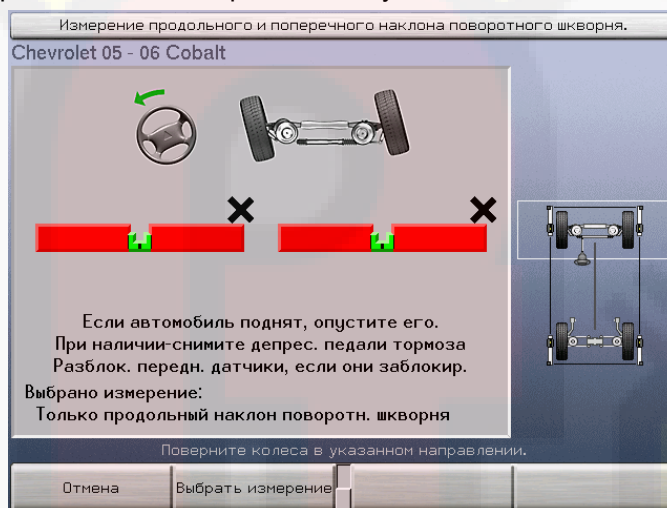 Измерение продольного и поперечного наклона поворотного шкворня.
Chevrolet 05 - 06 Cobalt
Если автомобиль поднят, опустите его.
При наличии-снимите депрес. педали тормоза
Разблок. передн. датчики, если они заблокир.
Выбрано измерение:
Только продольный наклон поворотн. шкворня
Поверните колеса в указанном направлении.
Отмена
Выбрать измерение